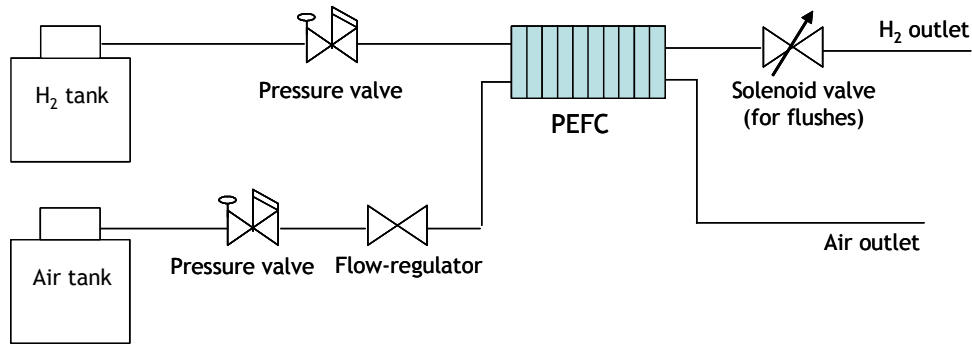 H₂ outlet
H₂ tank
Pressure valve
Solenoid valve
(for flushes)
PEFC
Air outlet
Pressure valve
Flow-regulator
Air tank